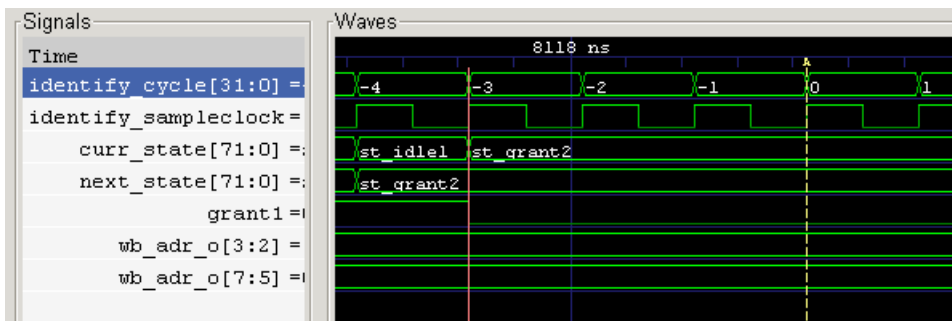 Signals
Waves
Time
8118 ns
A
identify_cycle[31:0] =-
-4 -3 -2 -1 0 1
identify_sampleclock=
curr_state[71:0] =
st_idle1 st_grant2
next_state[71:0] =
st_grant2
grant1=
wb_adr_o[3:2] =
wb_adr_o[7:5] =